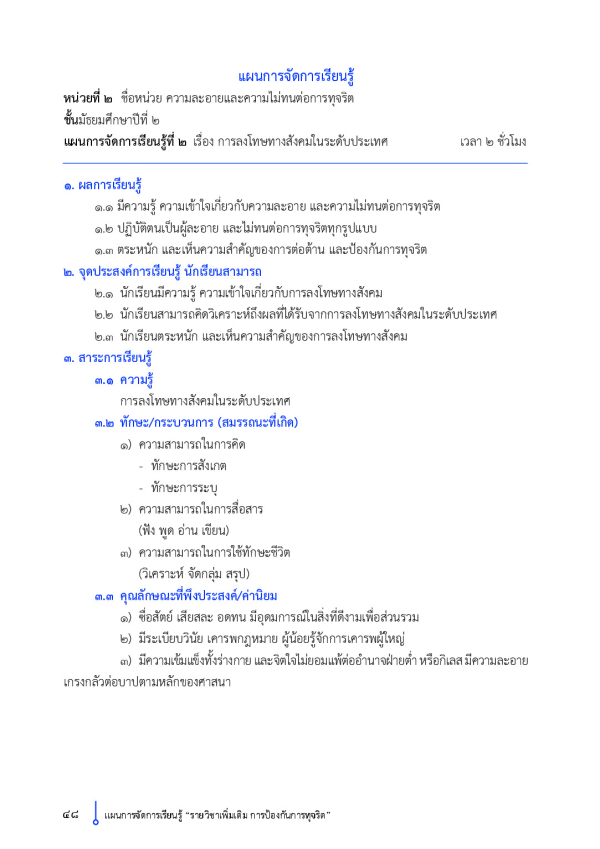 แผนการจัดการเรียนรู้
หน่วยที่ ๒ ชื่อหน่วย ความละอายและความไม่ทนต่อการทุจริต
ชั้นมัธยมศึกษาปีที่ ๒
แผนการจัดการเรียนรู้ที่ ๒ เรื่อง การลงโทษทางสังคมในระดับประเทศ เวลา ๒ ชั่วโมง
๑. ผลการเรียนรู้
๑.๑ มีความรู้ ความเข้าใจเกี่ยวกับความละอาย และความไม่ทนต่อการทุจริต
๑.๒ ปฏิบัติตนเป็นผู้ละอาย และไม่ทนต่อการทุจริตทุกรูปแบบ
๑.๓ ตระหนัก และเห็นความสำคัญของการต่อต้าน และป้องกันการทุจริต
๒. จุดประสงค์การเรียนรู้ นักเรียนสามารถ
๒.๑ นักเรียนมีความรู้ ความเข้าใจเกี่ยวกับการลงโทษทางสังคม
๒.๒ นักเรียนสามารถคิดวิเคราะห์ถึงผลที่ได้รับจากการลงโทษทางสังคมในระดับประเทศ
๒.๓ นักเรียนตระหนัก และเห็นความสำคัญของการลงโทษทางสังคม
๓. สาระการเรียนรู้
๓.๑ ความรู้
การลงโทษทางสังคมในระดับประเทศ
๓.๒ ทักษะ/กระบวนการ (สมรรถนะที่เกิด)
๑) ความสามารถในการคิด
- ทักษะการสังเกต
- ทักษะการระบุ
๒) ความสามารถในการสื่อสาร
(ฟัง พูด อ่าน เขียน)
๓) ความสามารถในการใช้ทักษะชีวิต
(วิเคราะห์ จัดกลุ่ม สรุป)
๓.๓ คุณลักษณะที่พึงประสงค์/ค่านิยม
๑) ซื่อสัตย์ เสียสละ อดทน มีอุดมการณ์ในสิ่งที่ดีงามเพื่อส่วนรวม
๒) มีระเบียบวินัย เคารพกฎหมาย ผู้น้อยรู้จักการเคารพผู้ใหญ่
๓) มีความเข้มแข็งทั้งร่างกาย และจิตใจไม่ยอมแพ้ต่ออำนาจฝ่ายต่ำ หรือกิเลส มีความละอาย
เกรงกลัวต่อบาปตามหลักของศาสนา
๔๘ แผนการจัดการเรียนรู้ “รายวิชาเพิ่มเติม การป้องกันการทุจริต”